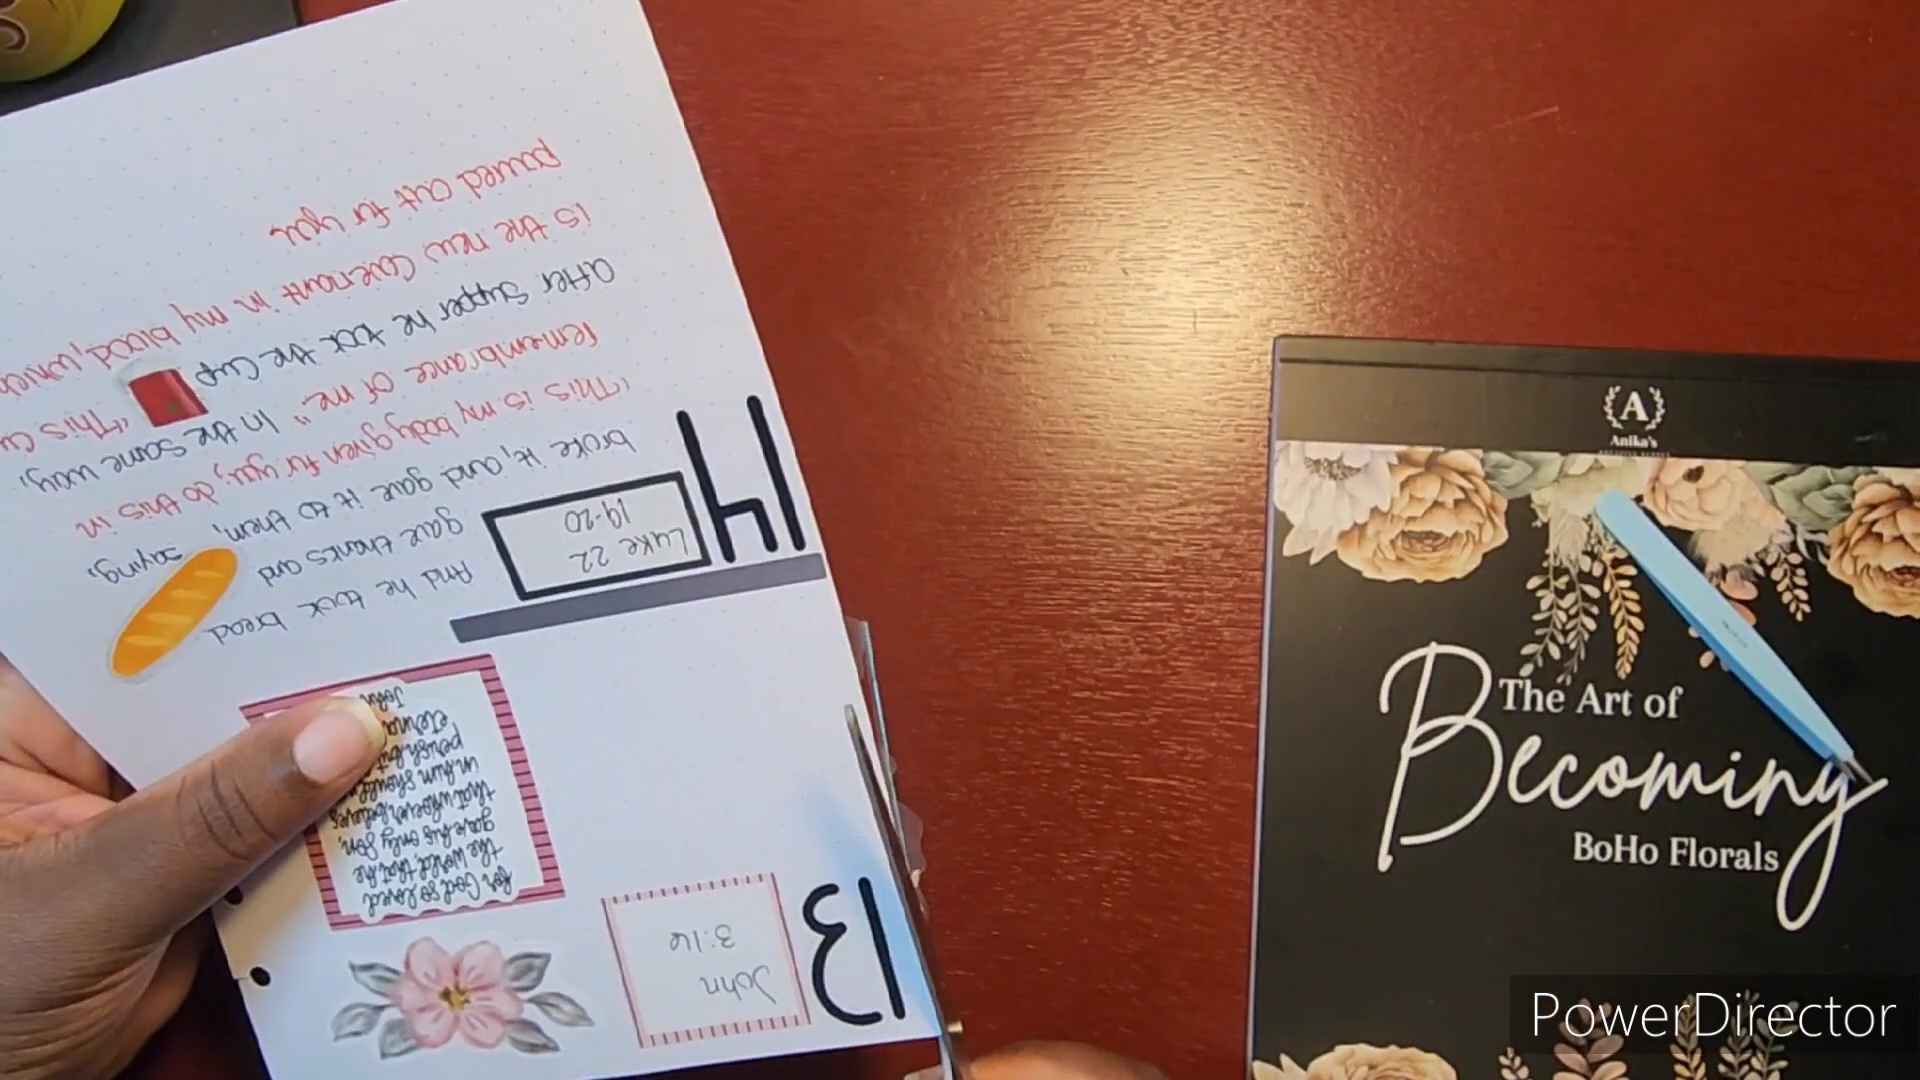 13
John
3:16
for God so loved
the world, that he
gave his only son,
that whoever believes
in him should
perish but
eterna
John
14
Luke 22
19-20
And he took bread
gave thanks and
broke it, and gave it to them, saying,
"This is my body given for you; do this in
remembrance of me." In the same way,
after supper he took the cup "This cu
is the new covenant in my blood, which
poured out for you.
A
Anika's
The Art of
Becoming
BoHo Florals
PowerDirector